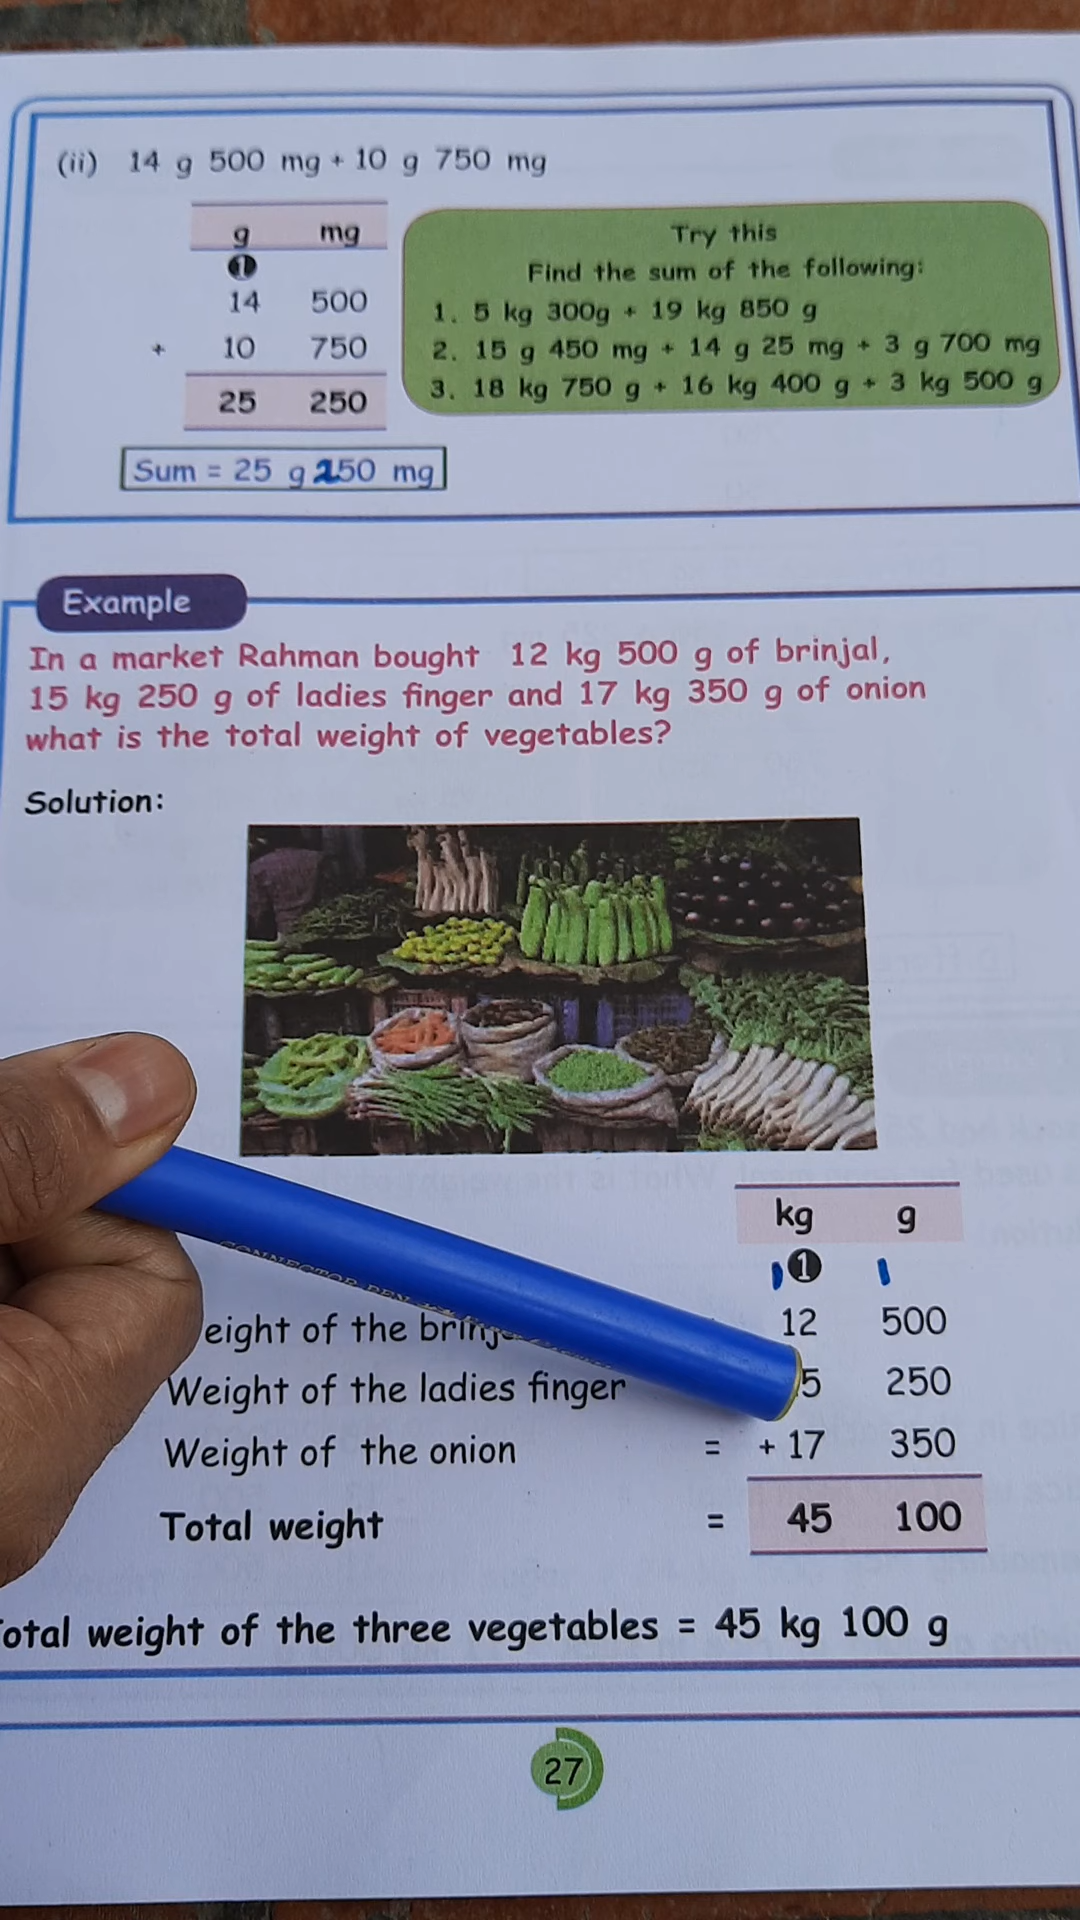 (ii) 14 g 500 mg + 10 g 750 mg
g mg
1
14 500
+ 10 750
25 250
Sum = 25 g 250 mg
Try this
Find the sum of the following:
1. 5 kg 300g + 19 kg 850 g
2. 15 g 450 mg + 14 g 25 mg + 3 g 700 mg
3. 18 kg 750 g + 16 kg 400 g + 3 kg 500 g
Example
In a market Rahman bought 12 kg 500 g of brinjal,
15 kg 250 g of ladies finger and 17 kg 350 g of onion
what is the total weight of vegetables?
Solution:
kg g
1 1 1
eight of the brinj 12 500
Weight of the ladies finger 5 250
Weight of the onion = + 17 350
Total weight = 45 100
otal weight of the three vegetables = 45 kg 100 g
27
CONNECTOR PEN